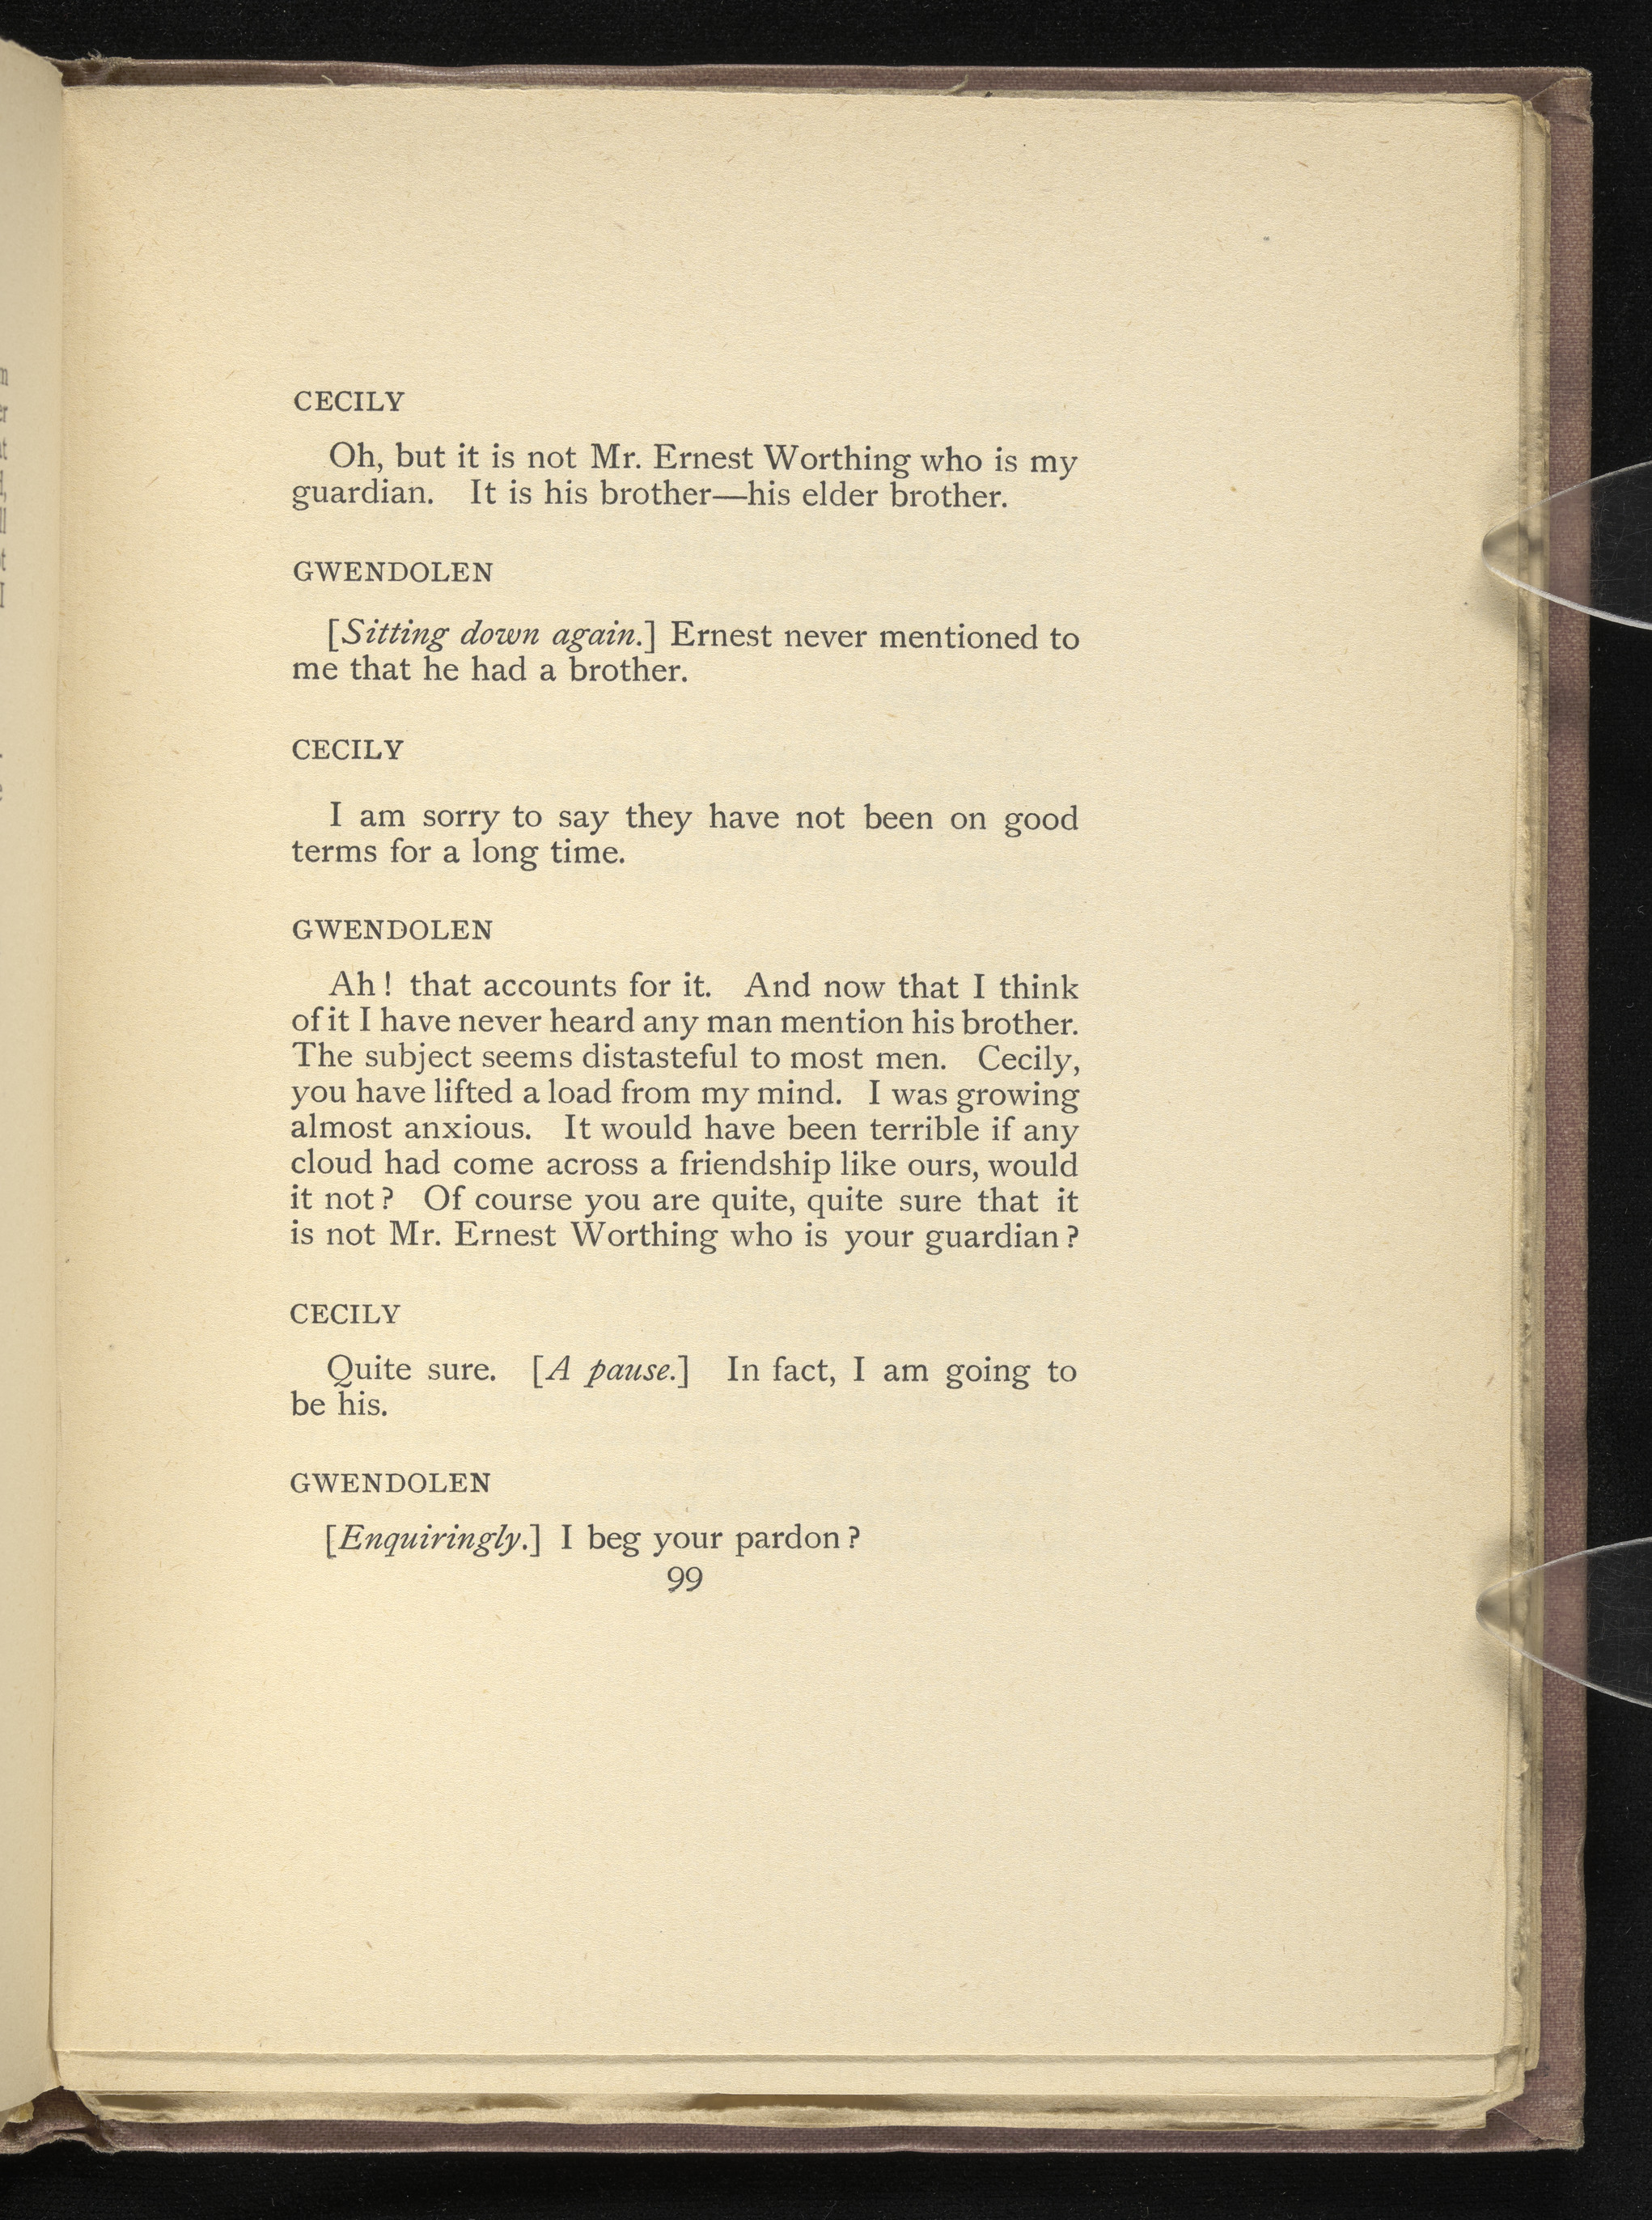 CECILY
Oh, but it is not Mr. Ernest Worthing who is my
guardian. It is his brother—his elder brother.
GWENDOLEN
[Sitting down again.] Ernest never mentioned to
me that he had a brother.
CECILY
I am sorry to say they have not been on good
terms for a long time.
GWENDOLEN
Ah! that accounts for it. And now that I think
of it I have never heard any man mention his brother.
The subject seems distasteful to most men. Cecily,
you have lifted a load from my mind. I was growing
almost anxious. It would have been terrible if any
cloud had come across a friendship like ours, would
it not? Of course you are quite, quite sure that it
is not Mr. Ernest Worthing who is your guardian?
CECILY
Quite sure. [A pause.] In fact, I am going to
be his.
GWENDOLEN
[Enquiringly.] I beg your pardon?
99